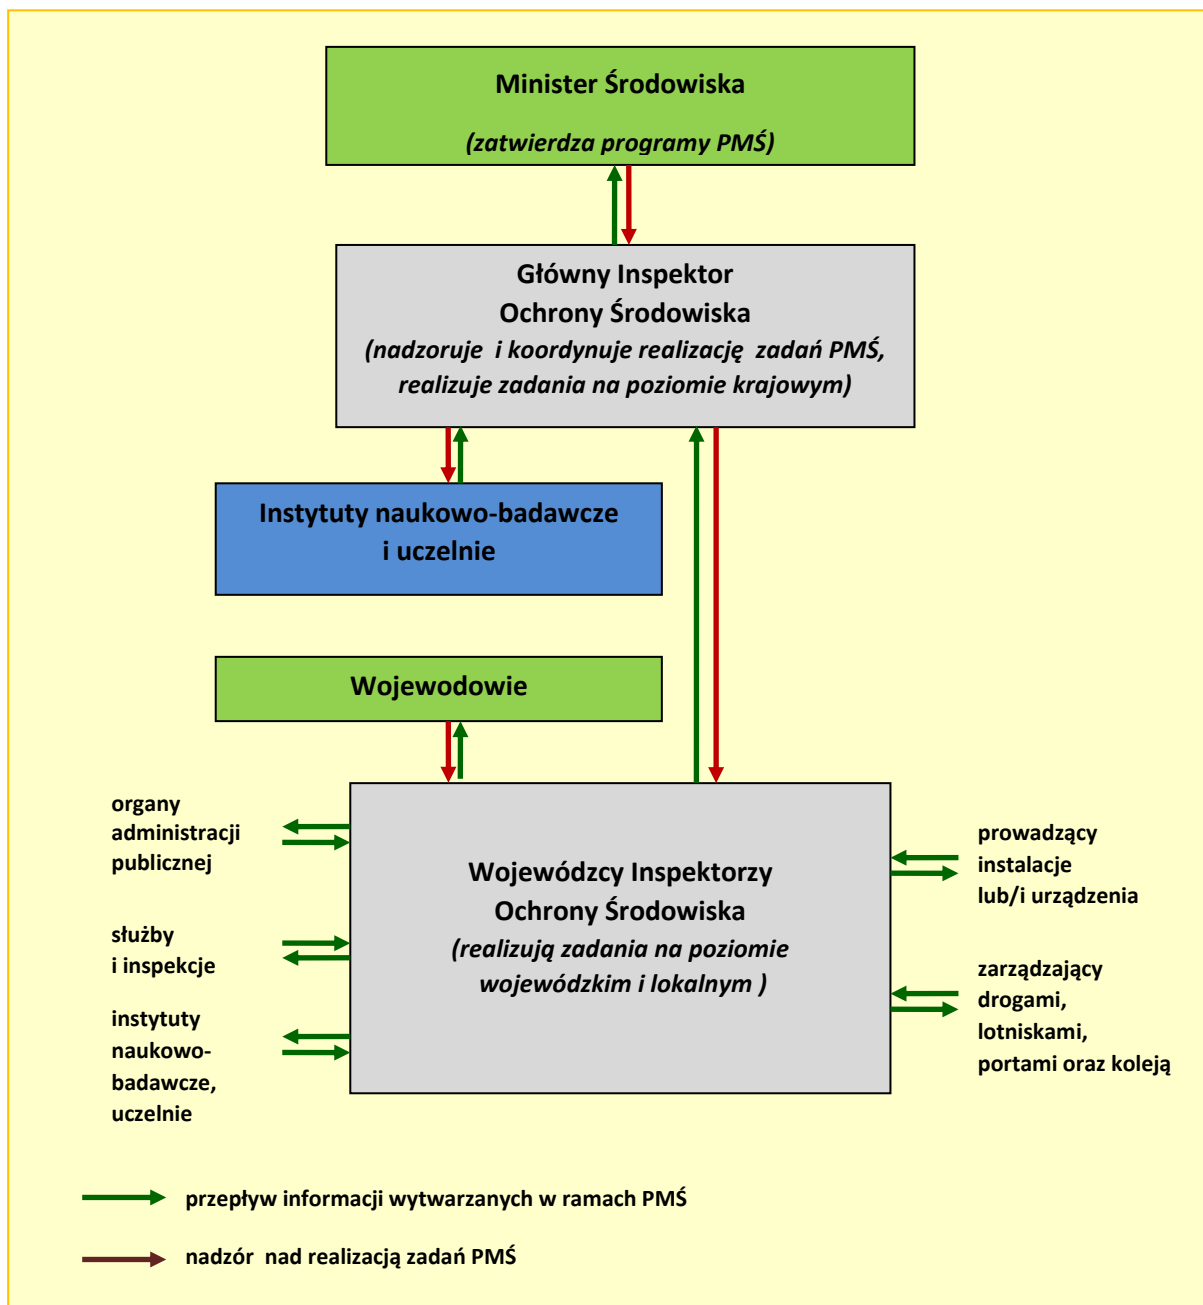 Minister Środowiska
(zatwierdza programy PMŚ)
Główny Inspektor
Ochrony Środowiska
(nadzoruje i koordynuje realizację zadań PMŚ,
realizuje zadania na poziomie krajowym)
Instytuty naukowo-badawcze
i uczelnie
Wojewodowie
organy
administracji
publicznej
służby
i inspekcje
instytuty
naukowo-
badawcze,
uczelnie
Wojewódzcy Inspektorzy
Ochrony Środowiska
(realizują zadania na poziomie
wojewódzkim i lokalnym )
prowadzący
instalacje
lub/i urządzenia
zarządzający
drogami,
lotniskami,
portami oraz koleją
przepływ informacji wytwarzanych w ramach PMŚ
nadzór nad realizacją zadań PMŚ